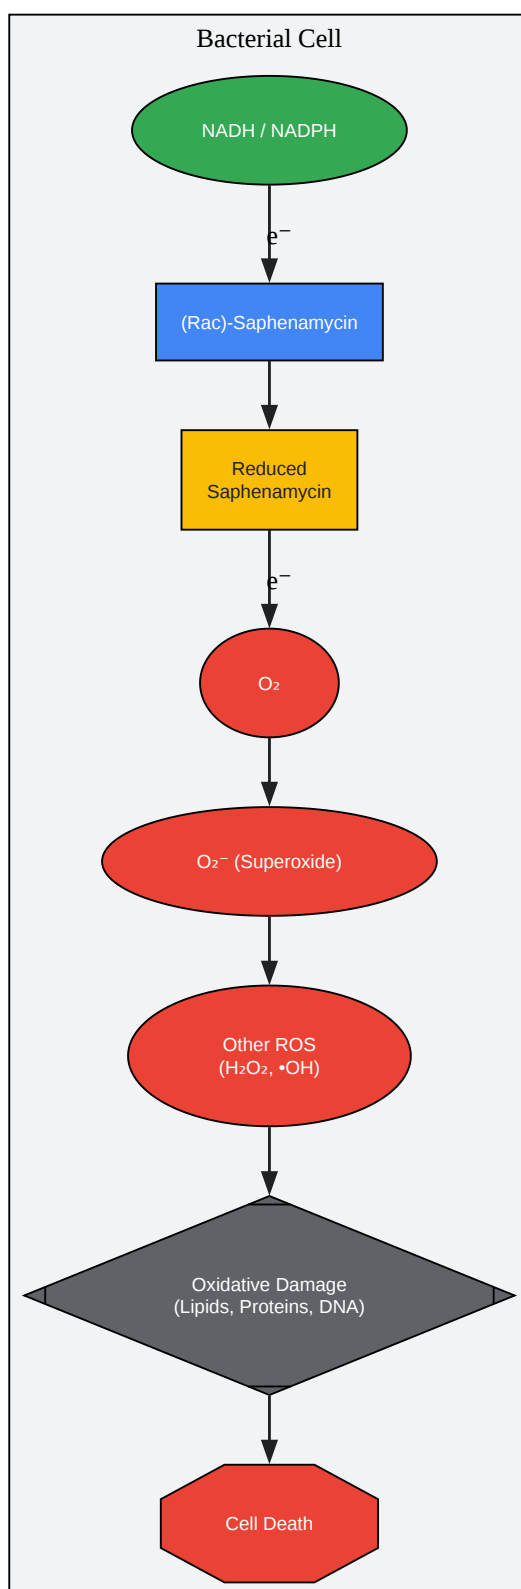 Bacterial Cell
NADH / NADPH
e⁻
(Rac)-Saphenamycin
Reduced
Saphenamycin
e⁻
O₂
O₂⁻ (Superoxide)
Other ROS
(H₂O₂, •OH)
Oxidative Damage
(Lipids, Proteins, DNA)
Cell Death